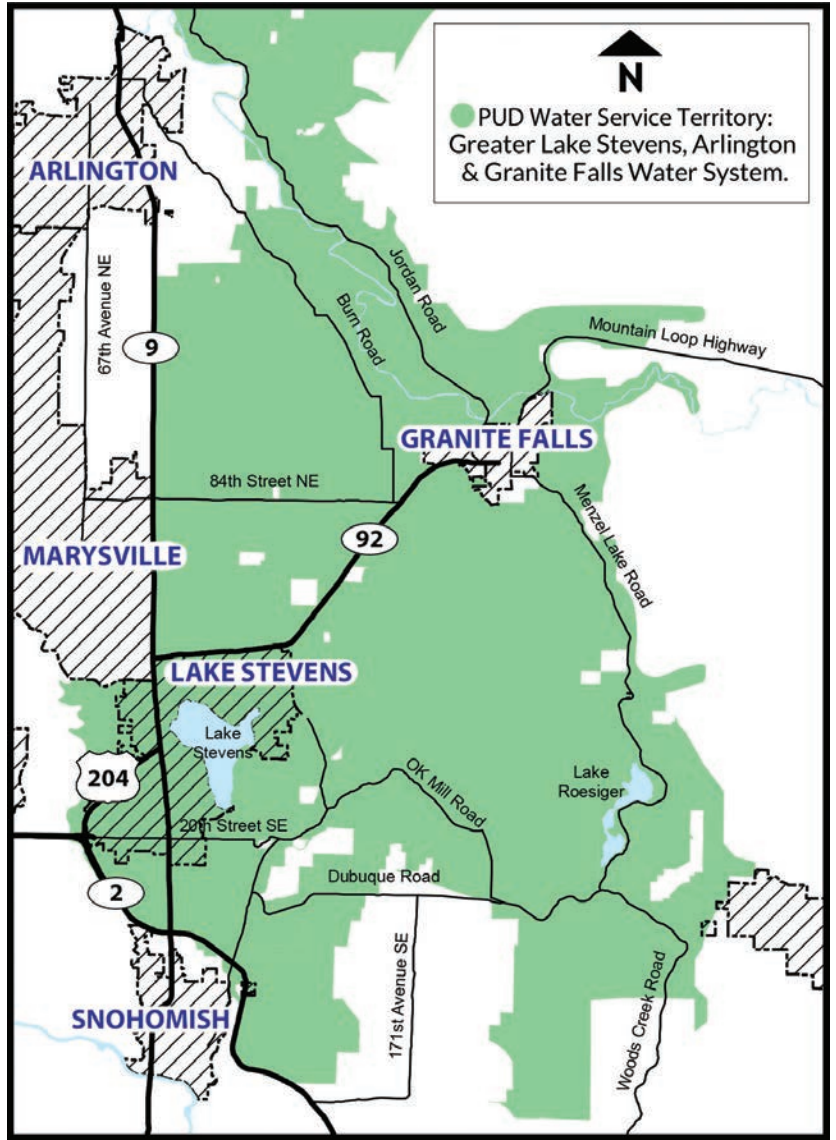 N
PUD Water Service Territory:
Greater Lake Stevens, Arlington
& Granite Falls Water System.
ARLINGTON
67th Avenue NE
9
Jordan Road
Burn Road
Mountain Loop Highway
GRANITE FALLS
84th Street NE
92
MARYSVILLE
Menzel Lake Road
LAKE STEVENS
Lake
Stevens
204
OK Mill Road
Lake
Roesiger
20th Street SE
2
Dubuque Road
171st Avenue SE
Woods Creek Road
SNOHOMISH